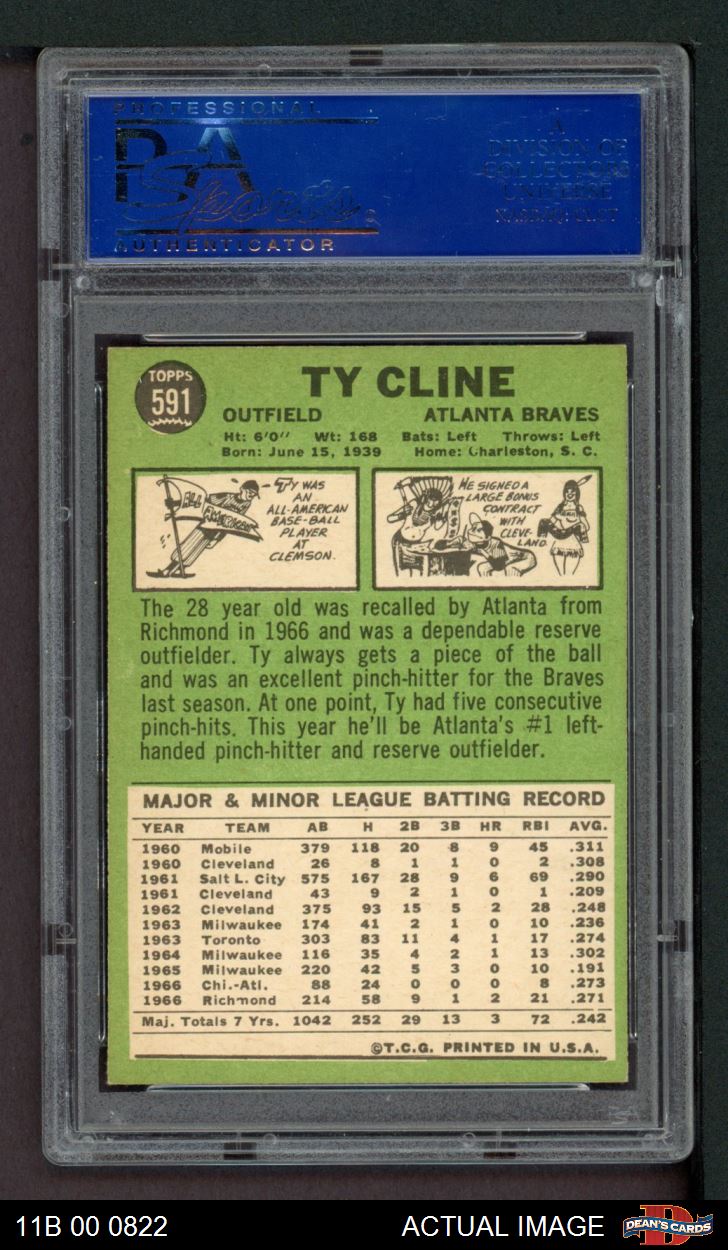 PROFESSIONAL
PSA
Sports
AUTHENTICATOR
A
DIVISION OF
COLLECTORS
UNIVERSE
NASDAQ: CLCT
TOPPS
591
TY CLINE
OUTFIELD ATLANTA BRAVES
Ht: 6'0" Wt: 168 Bats: Left Throws: Left
Born: June 15, 1939 Home: Charleston, S. C.
ALL
AMERICAN
TY WAS
AN
ALL-AMERICAN
BASE-BALL
PLAYER
AT
CLEMSON.
HE SIGNED A
LARGE BONUS
CONTRACT
WITH
CLEVE-
LAND.
The 28 year old was recalled by Atlanta from
Richmond in 1966 and was a dependable reserve
outfielder. Ty always gets a piece of the ball
and was an excellent pinch-hitter for the Braves
last season. At one point, Ty had five consecutive
pinch-hits. This year he'll be Atlanta's #1 left-
handed pinch-hitter and reserve outfielder.
MAJOR & MINOR LEAGUE BATTING RECORD
YEAR TEAM AB H 2B 3B HR RBI AVG.
1960 Mobile 379 118 20 8 9 45 .311
1960 Cleveland 26 8 1 1 0 2 .308
1961 Salt L. City 575 167 28 9 6 69 .290
1961 Cleveland 43 9 2 1 0 1 .209
1962 Cleveland 375 93 15 5 2 28 .248
1963 Milwaukee 174 41 2 1 0 10 .236
1963 Toronto 303 83 11 4 1 17 .274
1964 Milwaukee 116 35 4 2 1 13 .302
1965 Milwaukee 220 42 5 3 0 10 .191
1966 Chi.-Atl. 88 24 0 0 0 8 .273
1966 Richmond 214 58 9 1 2 21 .271
Maj. Totals 7 Yrs. 1042 252 29 13 3 72 .242
©T.C.G. PRINTED IN U.S.A.
11B 00 0822 ACTUAL IMAGE DEAN'S CARDS